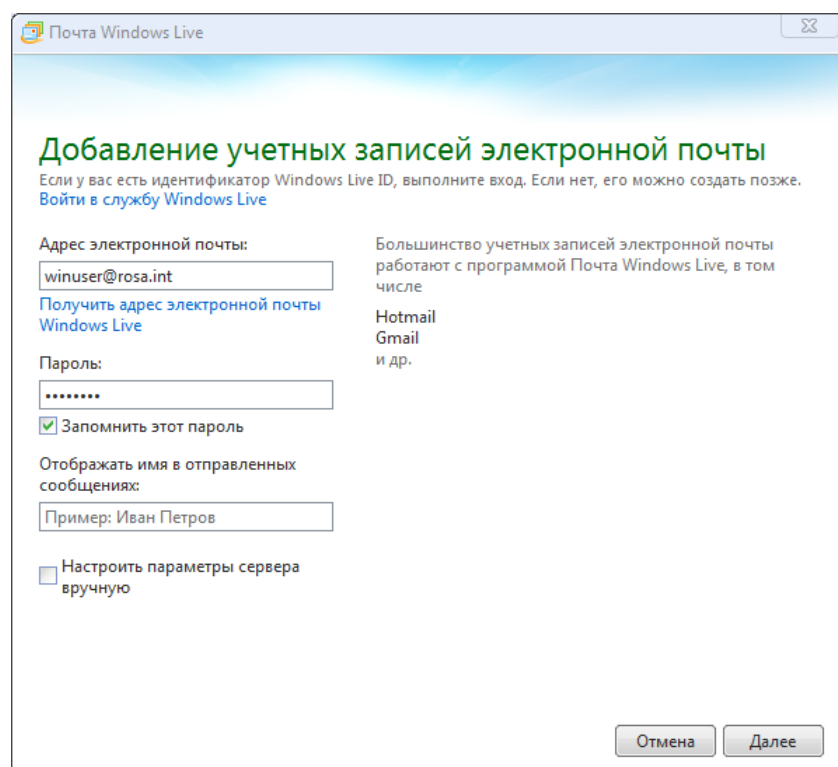 Почта Windows Live
Добавление учетных записей электронной почты
Если у вас есть идентификатор Windows Live ID, выполните вход. Если нет, его можно создать позже.
Войти в службу Windows Live
Адрес электронной почты:
winuser@rosa.int
Получить адрес электронной почты
Windows Live
Пароль:
••••••••
Запомнить этот пароль
Отображать имя в отправленных
сообщениях:
Пример: Иван Петров
Настроить параметры сервера
вручную
Большинство учетных записей электронной почты
работают с программой Почта Windows Live, в том
числе
Hotmail
Gmail
и др.
Отмена
Далее